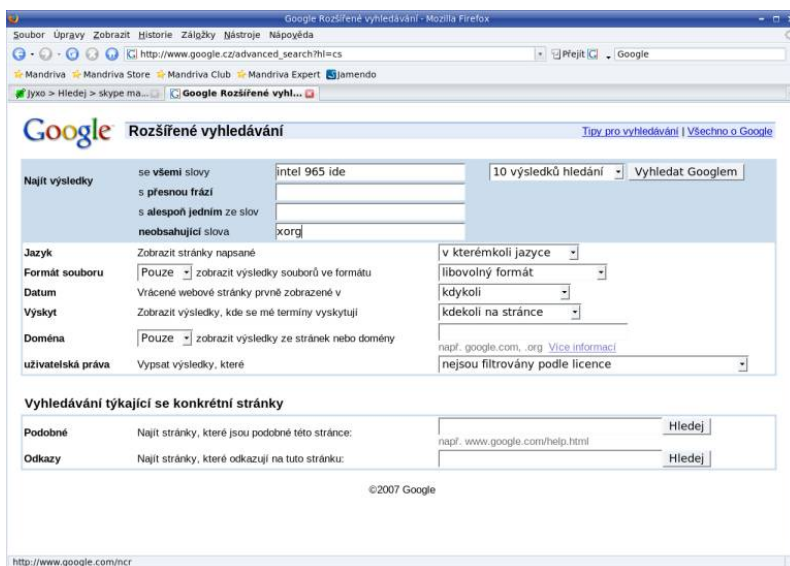 Google Rozšířené vyhledávání - Mozilla Firefox
Soubor Úpravy Zobrazit Historie Záložky Nástroje Nápověda
http://www.google.cz/advanced_search?hl=cs Přejít Google
Mandriva Mandriva Store Mandriva Club Mandriva Expert Jamendo
Jyxo > Hledej > skype ma... Google Rozšířené vyhl...
Google Rozšířené vyhledávání Tipy pro vyhledávání | Všechno o Google
Najít výsledky se všemi slovy intel 965 ide 10 výsledků hledání Vyhledat Googlem
s přesnou frází
s alespoň jedním ze slov
neobsahující slova xorg
Jazyk Zobrazit stránky napsané v kterémkoli jazyce
Formát souboru Pouze zobrazit výsledky souborů ve formátu libovolný formát
Datum Vrácené webové stránky prvně zobrazené v kdykoli
Výskyt Zobrazit výsledky, kde se mé termíny vyskytují kdekoli na stránce
Doména Pouze zobrazit výsledky ze stránek nebo domény
např. google.com, .org Více informací
uživatelská práva Vypsat výsledky, které nejsou filtrovány podle licence
Vyhledávání týkající se konkrétní stránky
Podobné Najít stránky, které jsou podobné této stránce: Hledej
např. www.google.com/help.html
Odkazy Najít stránky, které odkazují na tuto stránku: Hledej
©2007 Google
http://www.google.com/ncr